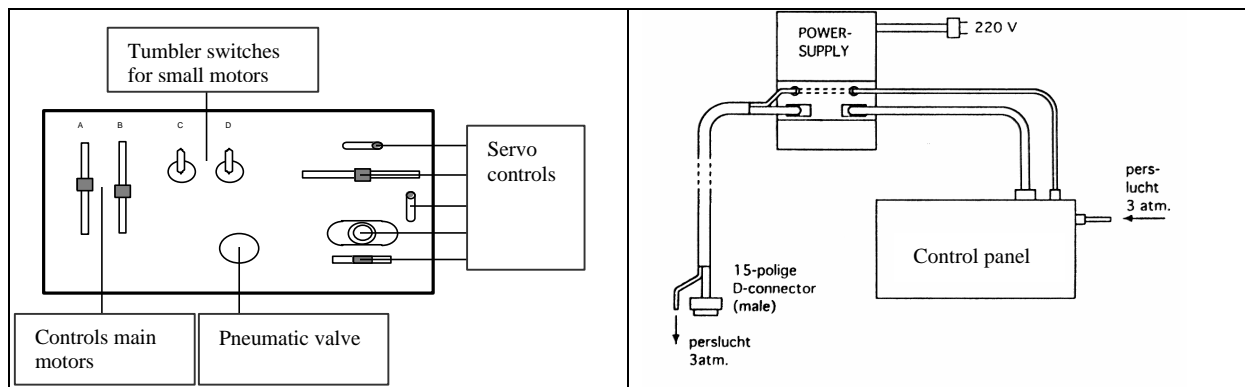 Tumbler switches
for small motors
A B C D
Servo
controls
Controls main
motors
Pneumatic valve
POWER-
SUPPLY
220 V
pers-
lucht
3 atm.
Control panel
15-polige
D-connector
(male)
perslucht
3atm.